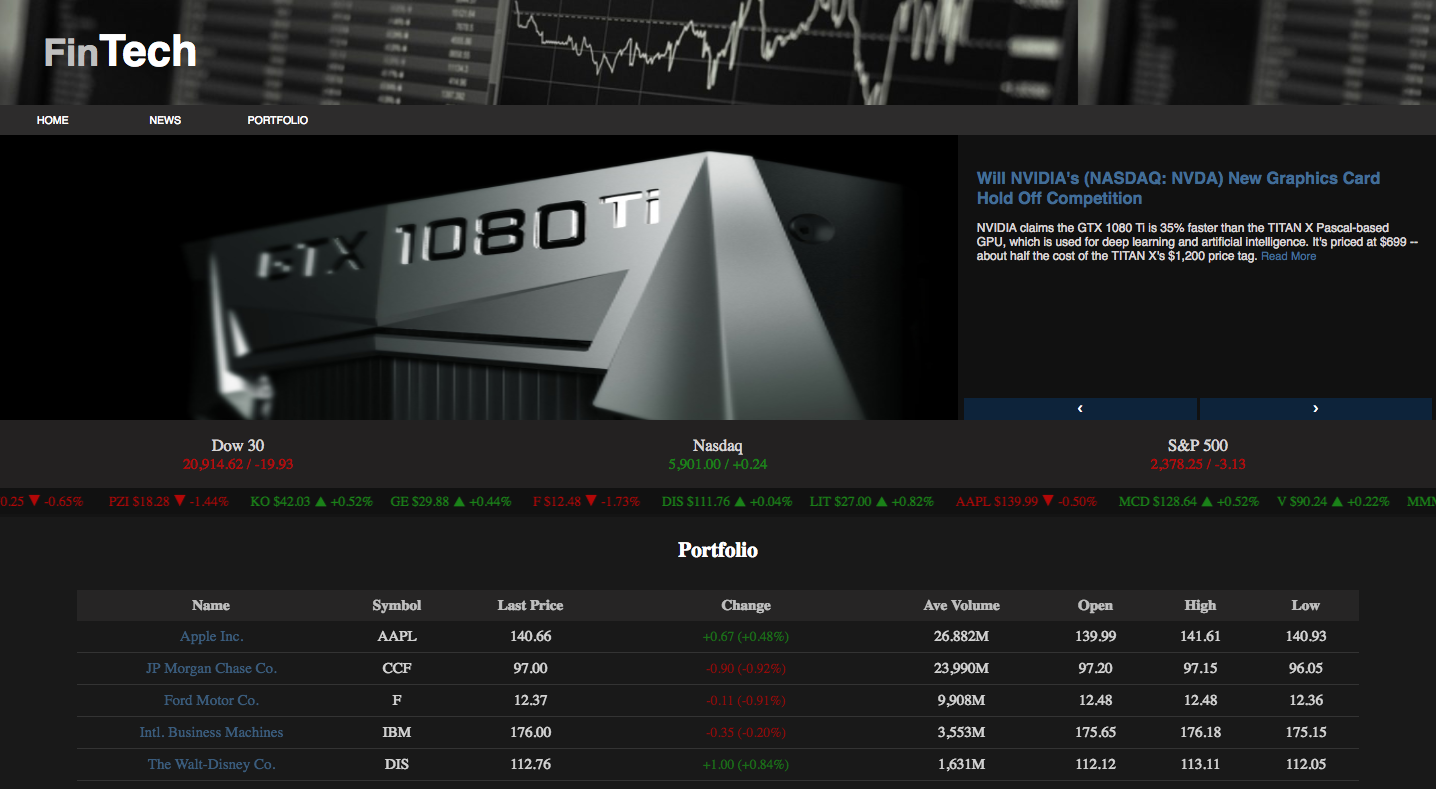 FinTech
HOME NEWS PORTFOLIO
GTX 1080 Ti
Will NVIDIA's (NASDAQ: NVDA) New Graphics Card
Hold Off Competition
NVIDIA claims the GTX 1080 Ti is 35% faster than the TITAN X Pascal-based
GPU, which is used for deep learning and artificial intelligence. It's priced at $699 --
about half the cost of the TITAN X's $1,200 price tag. Read More
‹ ›
Dow 30 Nasdaq S&P 500
20,914.62 / -19.93 5,901.00 / +0.24 2,378.25 / -3.13
0.25 ▼ -0.65% PZI $18.28 ▼ -1.44% KO $42.03 ▲ +0.52% GE $29.88 ▲ +0.44% F $12.48 ▼ -1.73% DIS $111.76 ▲ +0.04% LIT $27.00 ▲ +0.82% AAPL $139.99 ▼ -0.50% MCD $128.64 ▲ +0.52% V $90.24 ▲ +0.22%
Portfolio
Name Symbol Last Price Change Ave Volume Open High Low
Apple Inc. AAPL 140.66 +0.67 (+0.48%) 26.882M 139.99 141.61 140.93
JP Morgan Chase Co. CCF 97.00 -0.90 (-0.92%) 23,990M 97.20 97.15 96.05
Ford Motor Co. F 12.37 -0.11 (-0.91%) 9,908M 12.48 12.48 12.36
Intl. Business Machines IBM 176.00 -0.35 (-0.20%) 3,553M 175.65 176.18 175.15
The Walt-Disney Co. DIS 112.76 +1.00 (+0.84%) 1,631M 112.12 113.11 112.05